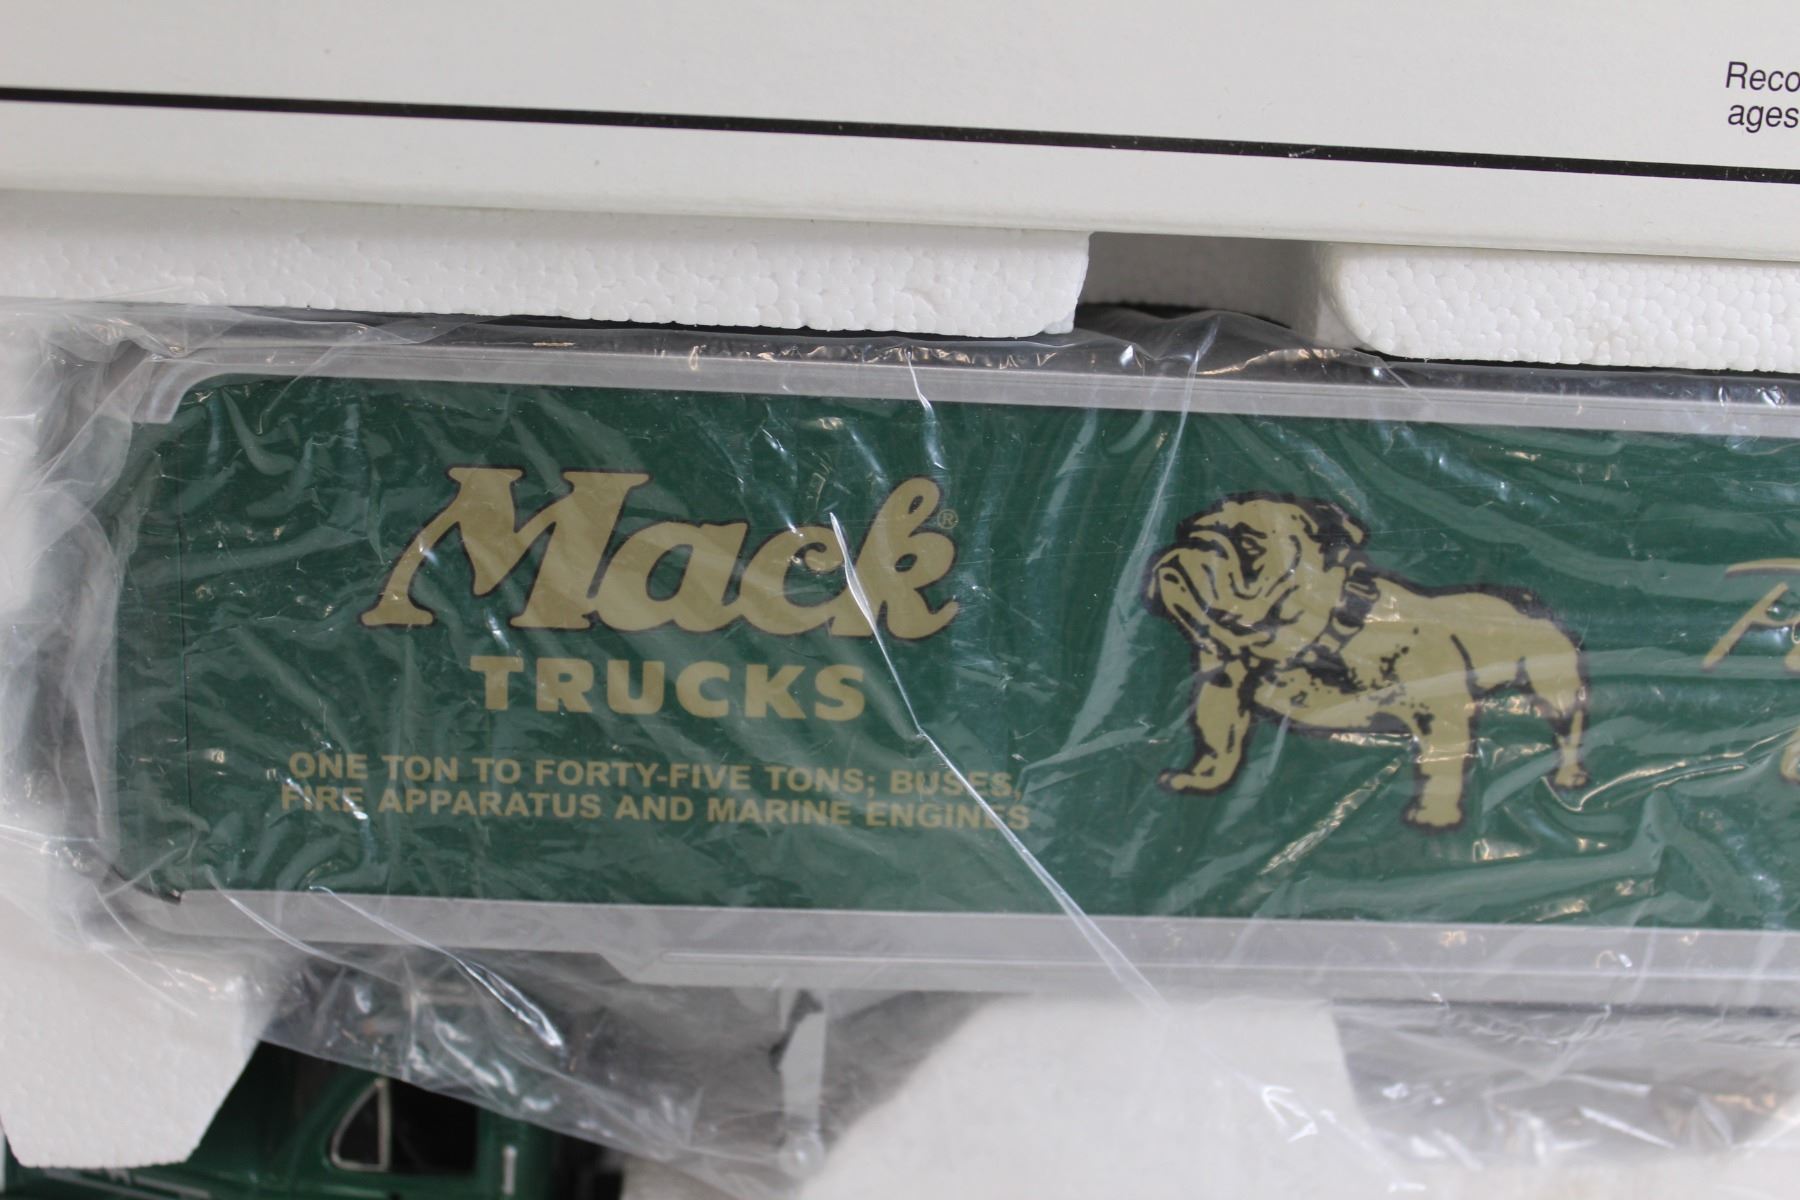 Reco
ages
Mack®
TRUCKS
ONE TON TO FORTY-FIVE TONS; BUSES,
FIRE APPARATUS AND MARINE ENGINES